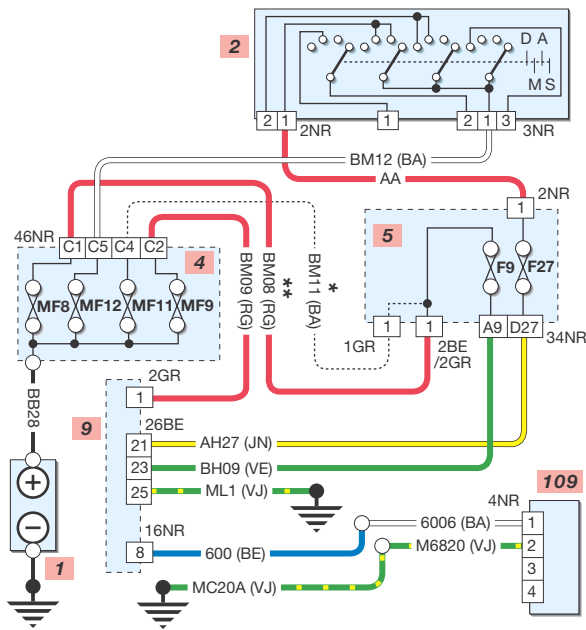 2
D A
M S
2 1
2NR
1
2 1 3
3NR
BM12 (BA)
AA
2NR
1
46NR
C1 C5 C4 C2
4
5
MF8
MF12
MF11
MF9
BM09 (RG)
BM08 (RG)
**
BM11 (BA)
*
F9
F27
1
1GR
1
2BE
/2GR
A9 D27
34NR
BB28
2GR
1
9
26BE
21
AH27 (JN)
23
BH09 (VE)
25
ML1 (VJ)
16NR
8
600 (BE)
+
−
1
109
4NR
6006 (BA)
1
M6820 (VJ)
2
3
4
MC20A (VJ)